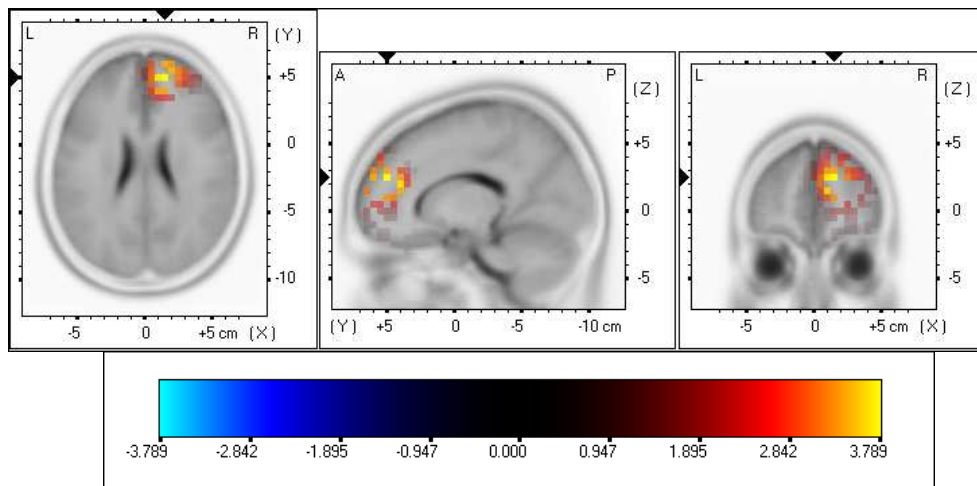 L R (Y)
+5
0
-5
-10
-5 0 +5 cm (X)
A P (Z)
+5
0
-5
(Y) +5 0 -5 -10 cm
L R (Z)
+5
0
-5
-5 0 +5 cm (X)
-3.789 -2.842 -1.895 -0.947 0.000 0.947 1.895 2.842 3.789